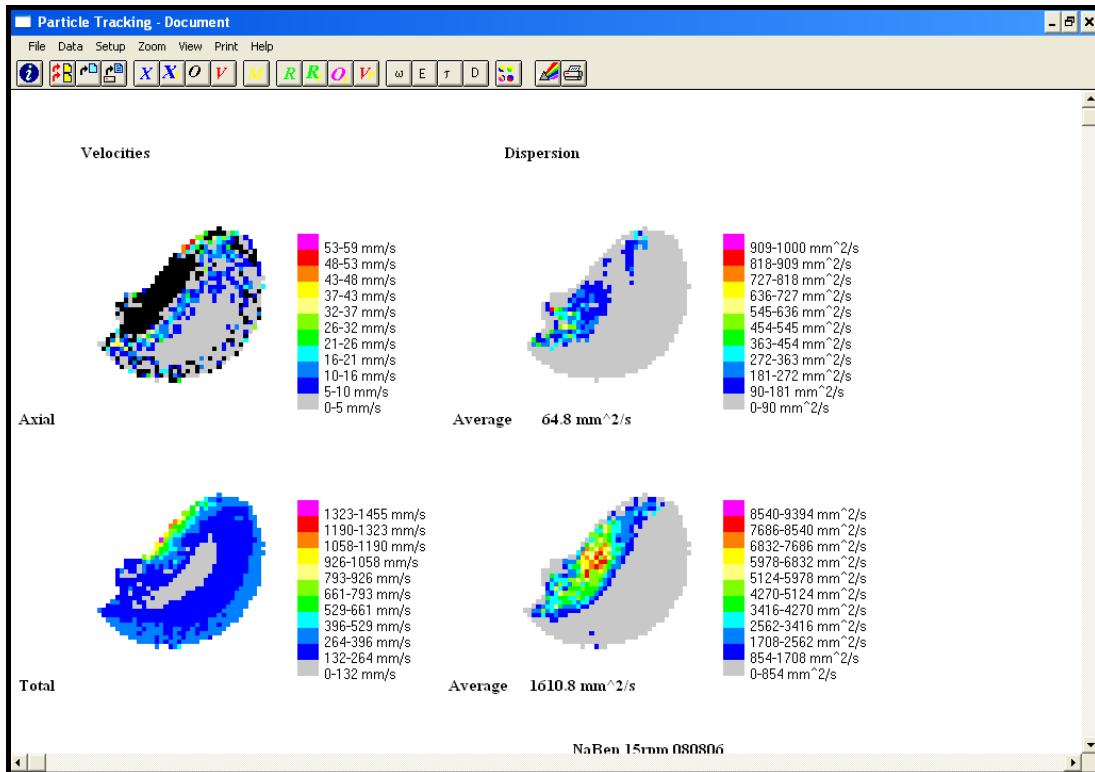 Particle Tracking - Document
File Data Setup Zoom View Print Help
i X X O V M R R O V ω E τ D
Velocities Dispersion
53-59 mm/s
48-53 mm/s
43-48 mm/s
37-43 mm/s
32-37 mm/s
26-32 mm/s
21-26 mm/s
16-21 mm/s
10-16 mm/s
5-10 mm/s
0-5 mm/s
909-1000 mm^2/s
818-909 mm^2/s
727-818 mm^2/s
636-727 mm^2/s
545-636 mm^2/s
454-545 mm^2/s
363-454 mm^2/s
272-363 mm^2/s
181-272 mm^2/s
90-181 mm^2/s
0-90 mm^2/s
Axial Average 64.8 mm^2/s
1323-1455 mm/s
1190-1323 mm/s
1058-1190 mm/s
926-1058 mm/s
793-926 mm/s
661-793 mm/s
529-661 mm/s
396-529 mm/s
264-396 mm/s
132-264 mm/s
0-132 mm/s
8540-9394 mm^2/s
7686-8540 mm^2/s
6832-7686 mm^2/s
5978-6832 mm^2/s
5124-5978 mm^2/s
4270-5124 mm^2/s
3416-4270 mm^2/s
2562-3416 mm^2/s
1708-2562 mm^2/s
854-1708 mm^2/s
0-854 mm^2/s
Total Average 1610.8 mm^2/s
NaBen 15rpm 080806